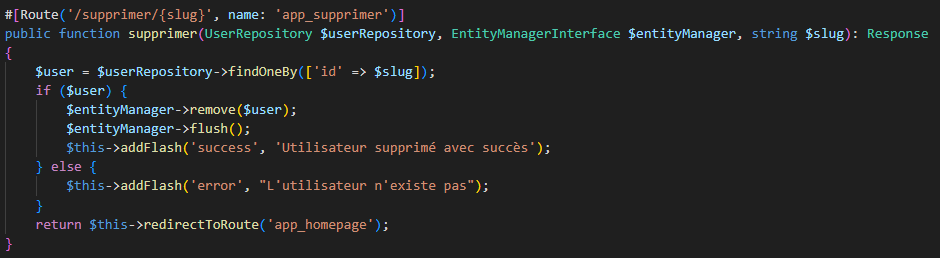 #[Route('/supprimer/{slug}', name: 'app_supprimer')]
public function supprimer(UserRepository $userRepository, EntityManagerInterface $entityManager, string $slug): Response
{
    $user = $userRepository->findOneBy(['id' => $slug]);
    if ($user) {
        $entityManager->remove($user);
        $entityManager->flush();
        $this->addFlash('success', 'Utilisateur supprimé avec succès');
    } else {
        $this->addFlash('error', "L'utilisateur n'existe pas");
    }
    return $this->redirectToRoute('app_homepage');
}